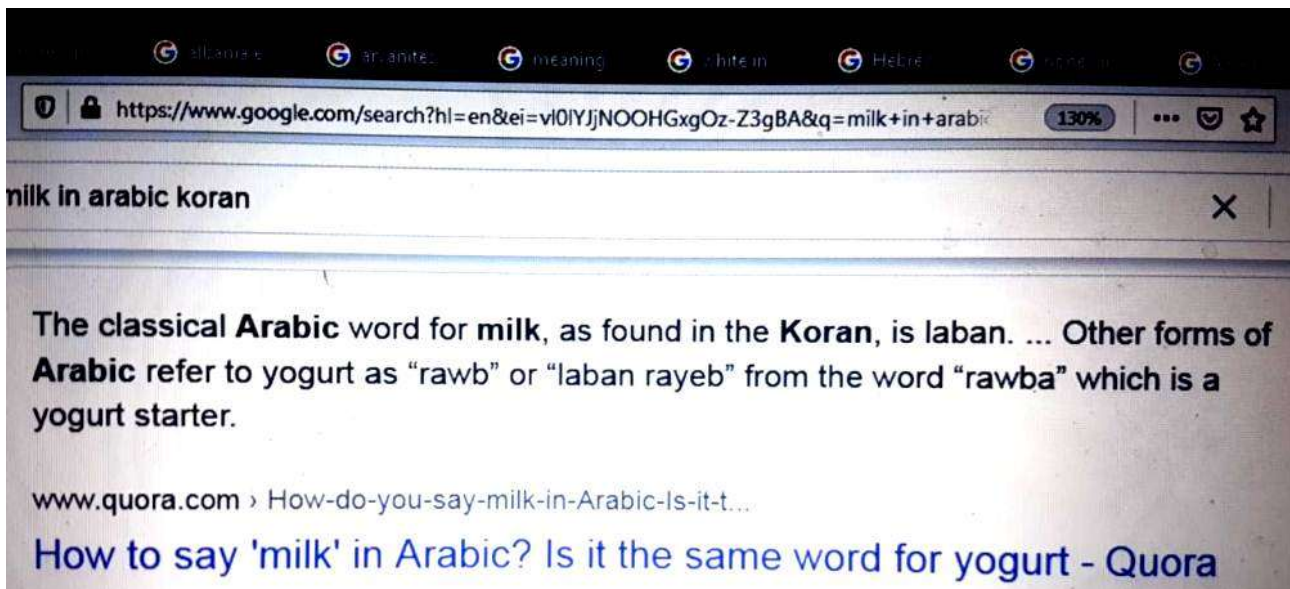 meaning
https://www.google.com/search?hl=en&ei=vl0lYJjNOOHGxgOz-Z3gBA&q=milk+in+arabic
130%
milk in arabic koran
The classical Arabic word for milk, as found in the Koran, is laban. ... Other forms of
Arabic refer to yogurt as “rawb” or “laban rayeb” from the word “rawba” which is a
yogurt starter.
www.quora.com › How-do-you-say-milk-in-Arabic-Is-it-t...
How to say 'milk' in Arabic? Is it the same word for yogurt - Quora